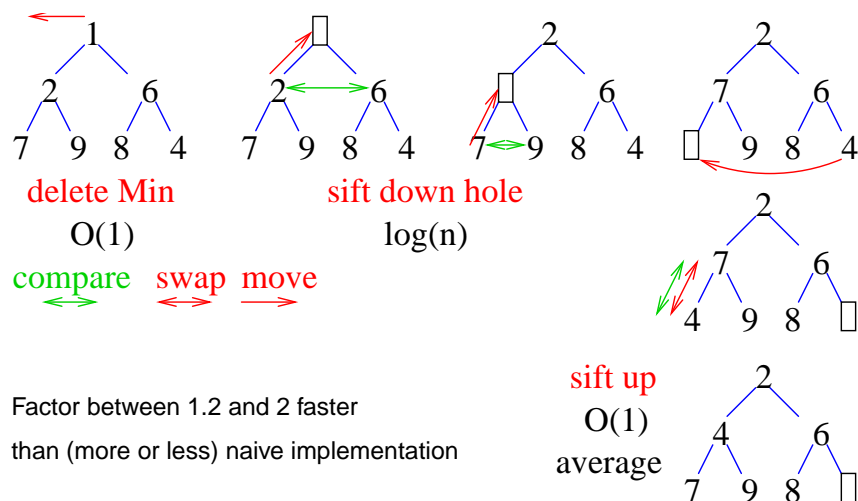 1
2 6
7 9 8 4
2 6
7 9 8 4
2
6
7 9 8 4
2
7 6
9 8 4
delete Min
O(1)
sift down hole
log(n)
compare swap move
2
7 6
4 9 8
sift up
O(1)
average
2
4 6
7 9 8
Factor between 1.2 and 2 faster
than (more or less) naive implementation